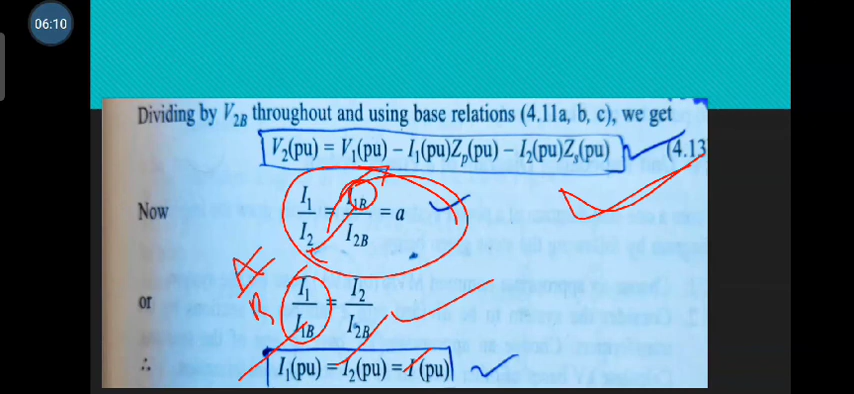 06:10
Dividing by V₂B throughout and using base relations (4.11a, b, c), we get
V₂(pu) = V₁(pu) − I₁(pu)Zₚ(pu) − I₂(pu)Zₛ(pu) (4.13
Now I₁/I₂ = I₁B/I₂B = a
or I₁/I₁B = I₂/I₂B
∴ I₁(pu) = I₂(pu) = I (pu)